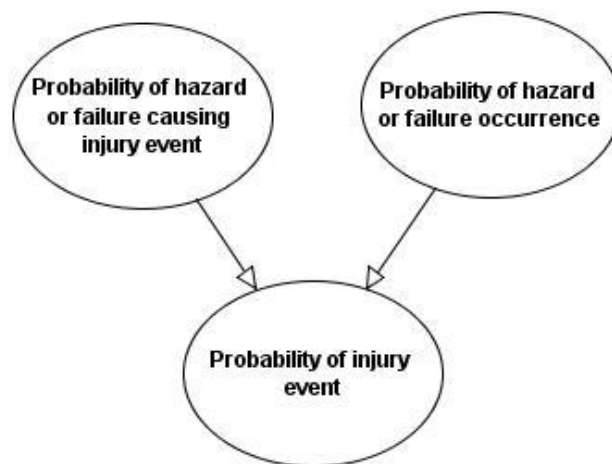 Probability of hazard
or failure causing
injury event
Probability of hazard
or failure occurrence
Probability of injury
event